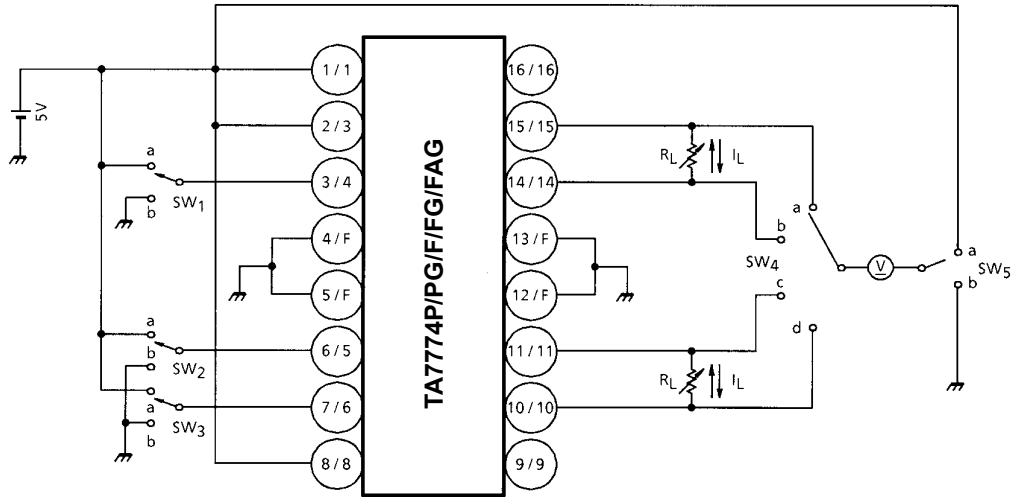 5V
a
b
SW1
a
b
SW2
a
b
SW3
1 / 1
2 / 3
3 / 4
4 / F
5 / F
6 / 5
7 / 6
8 / 8
TA7774P/PG/F/FG/FAG
16 / 16
15 / 15
14 / 14
13 / F
12 / F
11 / 11
10 / 10
9 / 9
RL
IL
RL
IL
a
b
SW4
c
d
V
a
SW5
b